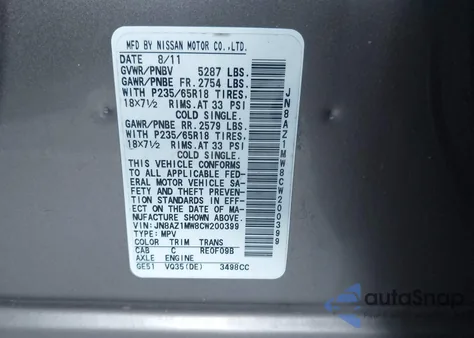 MFD BY NISSAN MOTOR CO.,LTD.
DATE 8/11
GVWR/PNBV 5287 LBS.
GAWR/PNBE FR. 2754 LBS.
WITH P235/65R18 TIRES.
18X7½ RIMS. AT 33 PSI
COLD SINGLE.
GAWR/PNBE RR. 2579 LBS.
WITH P235/65R18 TIRES.
18X7½ RIMS. AT 33 PSI
COLD SINGLE.
THIS VEHICLE CONFORMS
TO ALL APPLICABLE FED-
ERAL MOTOR VEHICLE SA-
FETY AND THEFT PREVEN-
TION STANDARDS IN EFF-
ECT ON THE DATE OF MA-
NUFACTURE SHOWN ABOVE.
VIN: JN8AZ1MW8CW200399
TYPE: MPV
COLOR TRIM TRANS
CAB C RE0F09B
AXLE ENGINE
GE51 VQ35(DE) 3498CC
JN8AZ1MW8CW200399
AutoSnap